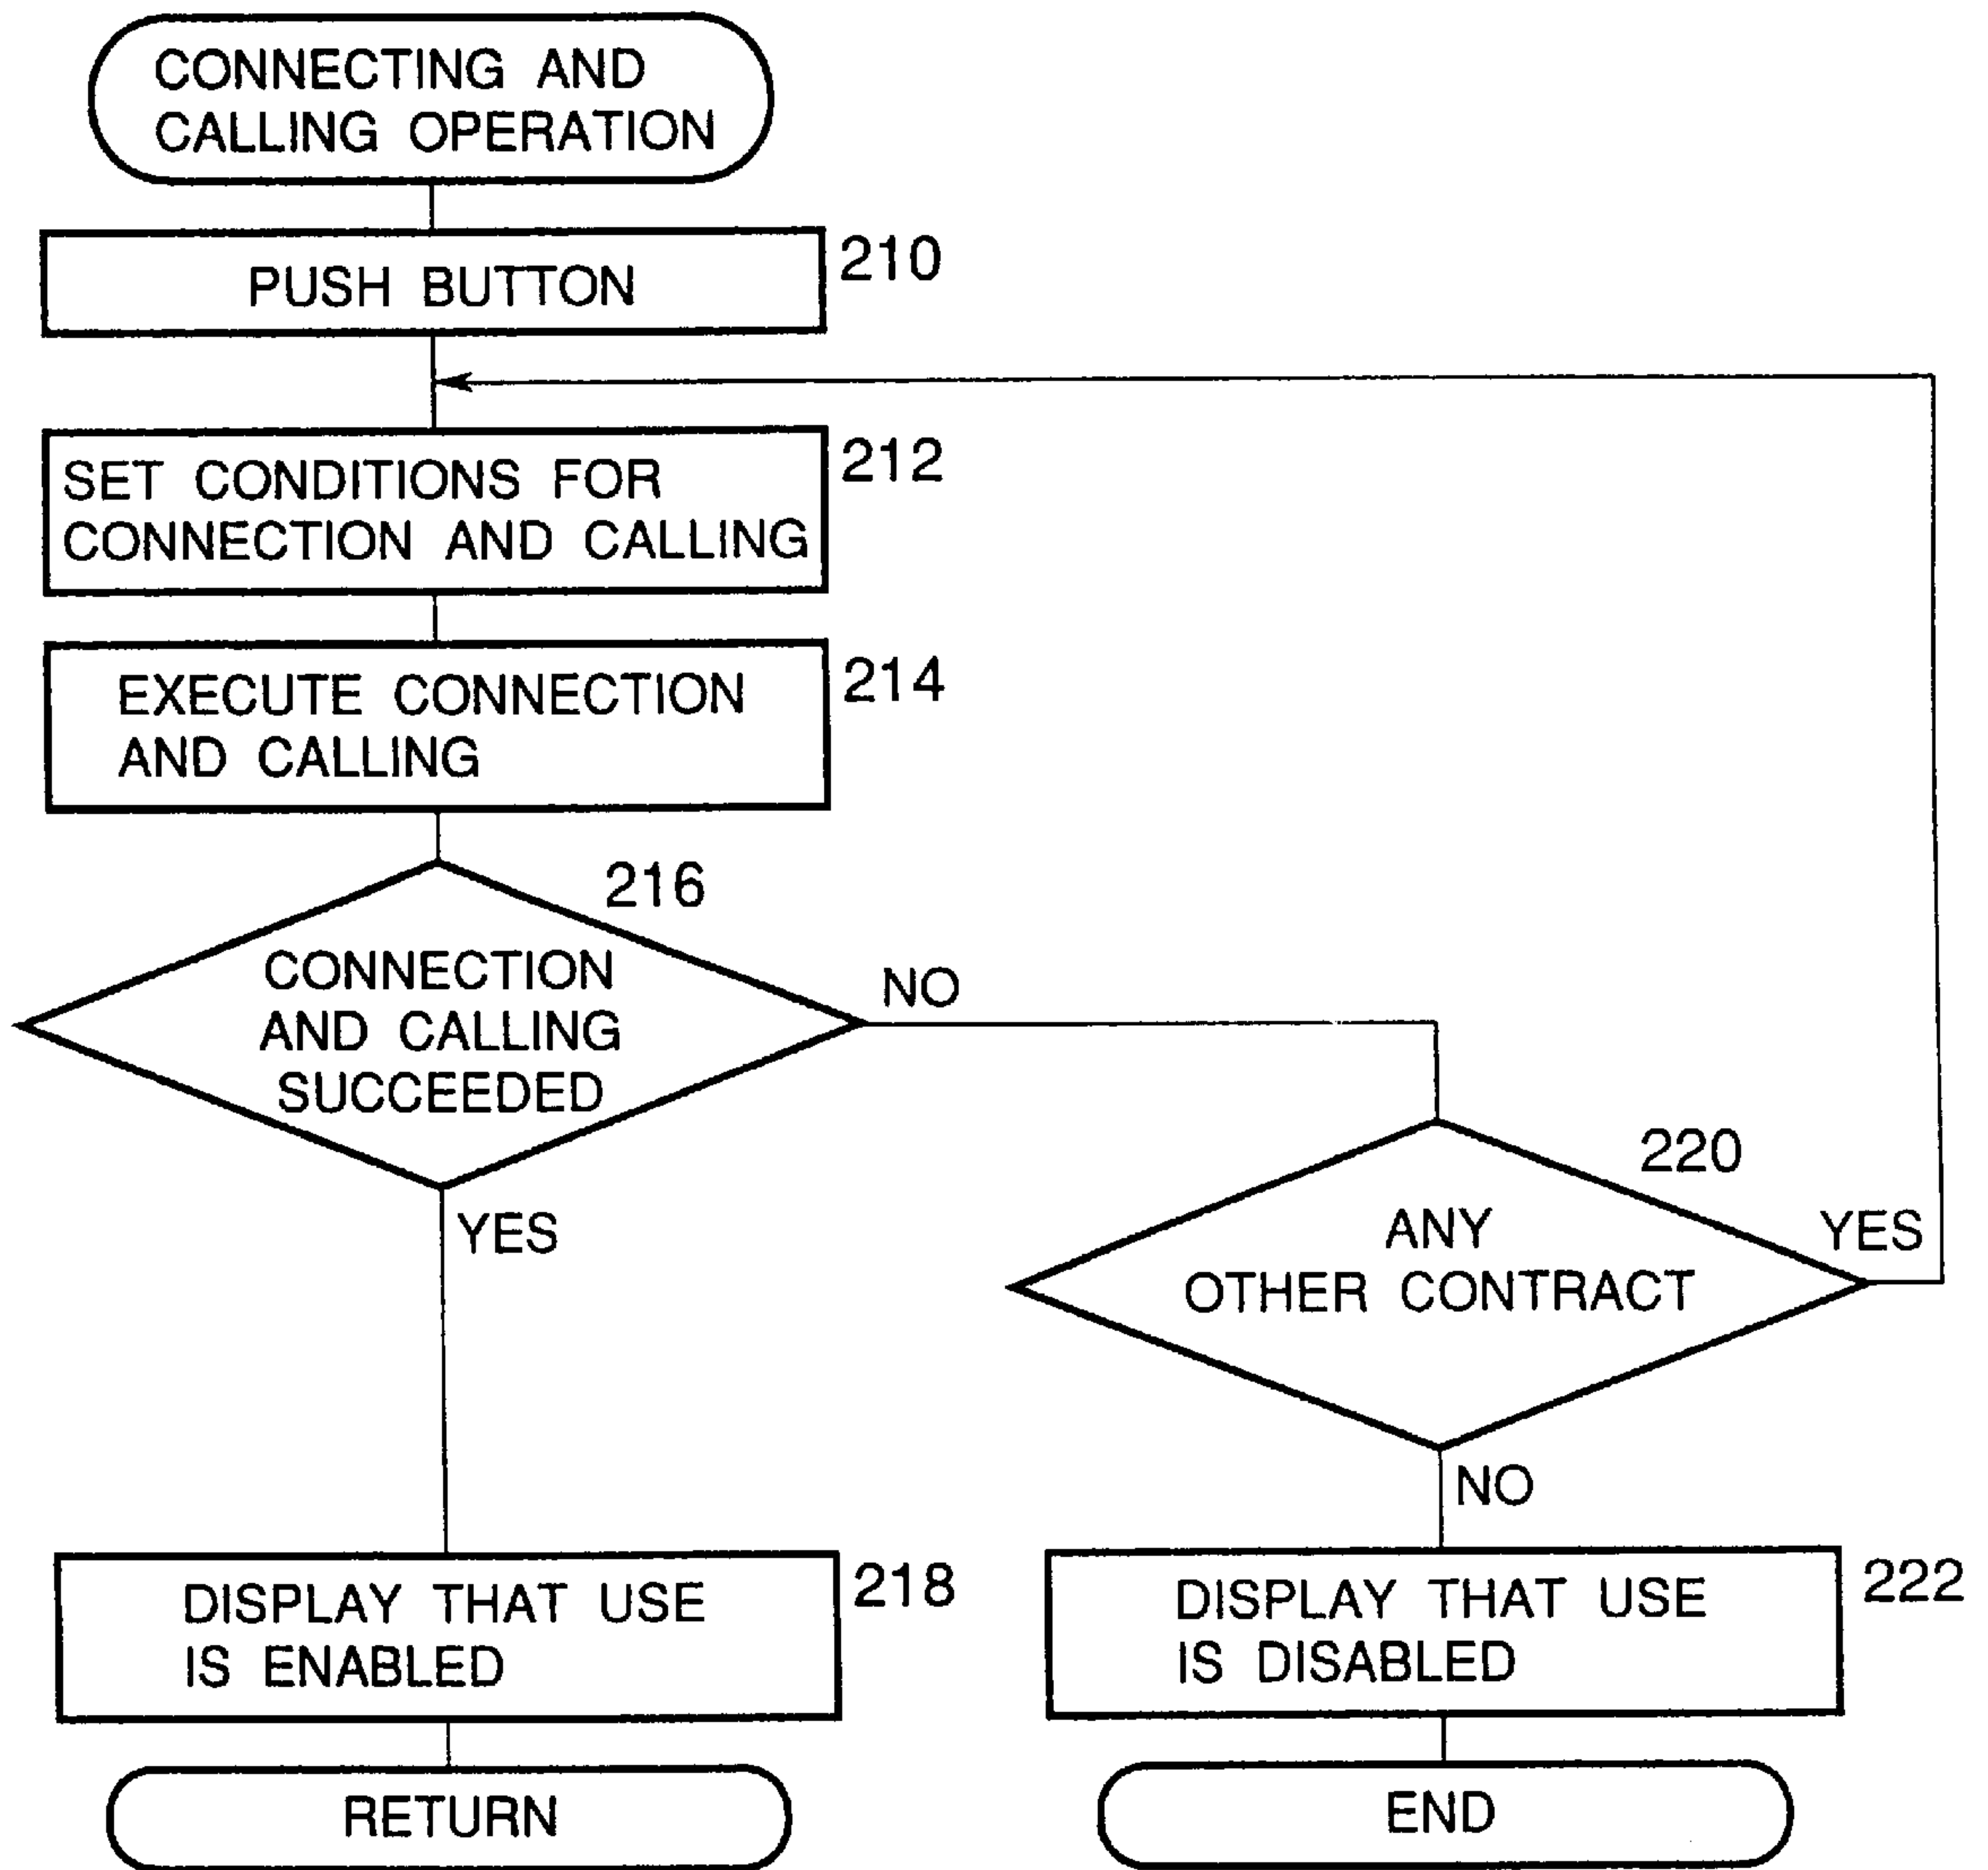 CONNECTING AND
CALLING OPERATION
PUSH BUTTON
210
SET CONDITIONS FOR
CONNECTION AND CALLING
212
EXECUTE CONNECTION
AND CALLING
214
216
CONNECTION
AND CALLING
SUCCEEDED
NO
YES
220
ANY
OTHER CONTRACT
YES
NO
DISPLAY THAT USE
IS ENABLED
218
DISPLAY THAT USE
IS DISABLED
222
RETURN
END